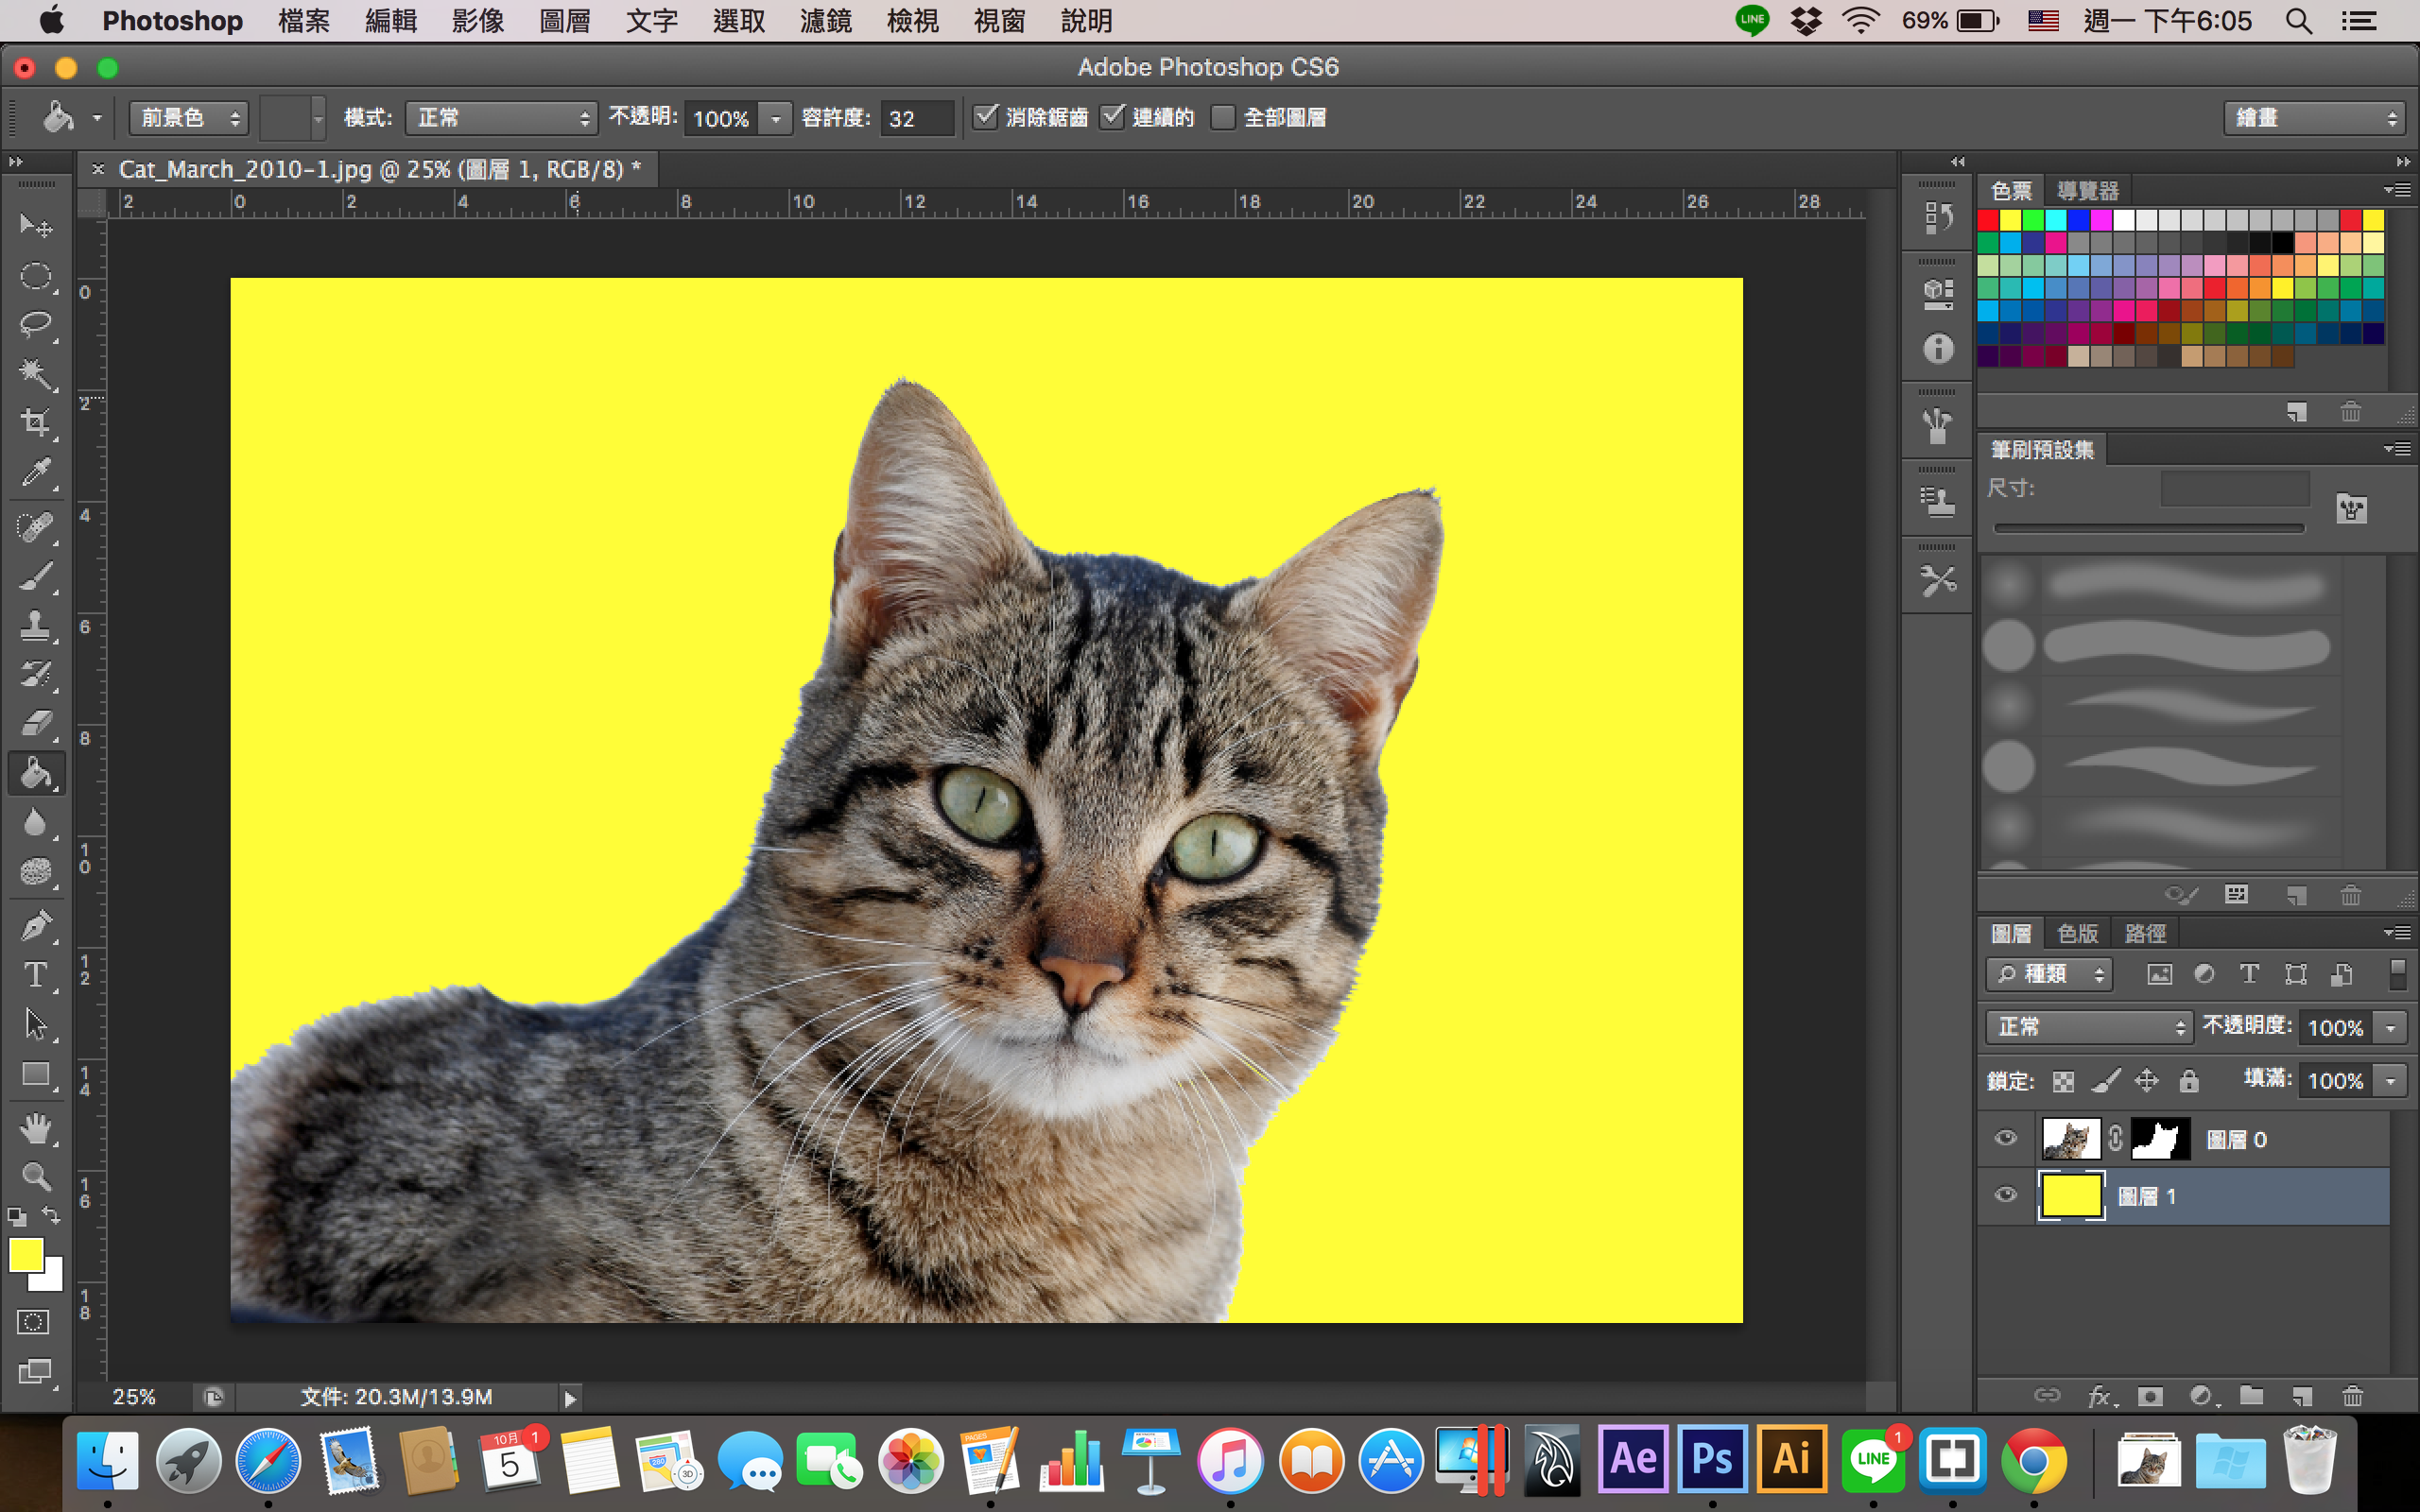 Photoshop 檔案 編輯 影像 圖層 文字 選取 濾鏡 檢視 視窗 說明 LINE 69% 週一 下午6:05
Adobe Photoshop CS6
前景色 模式: 正常 不透明: 100% 容許度: 32 消除鋸齒 連續的 全部圖層 繪畫
Cat_March_2010-1.jpg @ 25% (圖層 1, RGB/8) *
2 0 2 4 6 8 10 12 14 16 18 20 22 24 26 28
0
2
4
6
8
10
12
14
16
18
色票 導覽器
筆刷預設集
尺寸:
圖層 色版 路徑
種類
正常 不透明度: 100%
鎖定: 填滿: 100%
圖層 0
圖層 1
25% 文件: 20.3M/13.9M
10月 1
5
PAGES
280
3D
Ae Ps Ai LINE 1